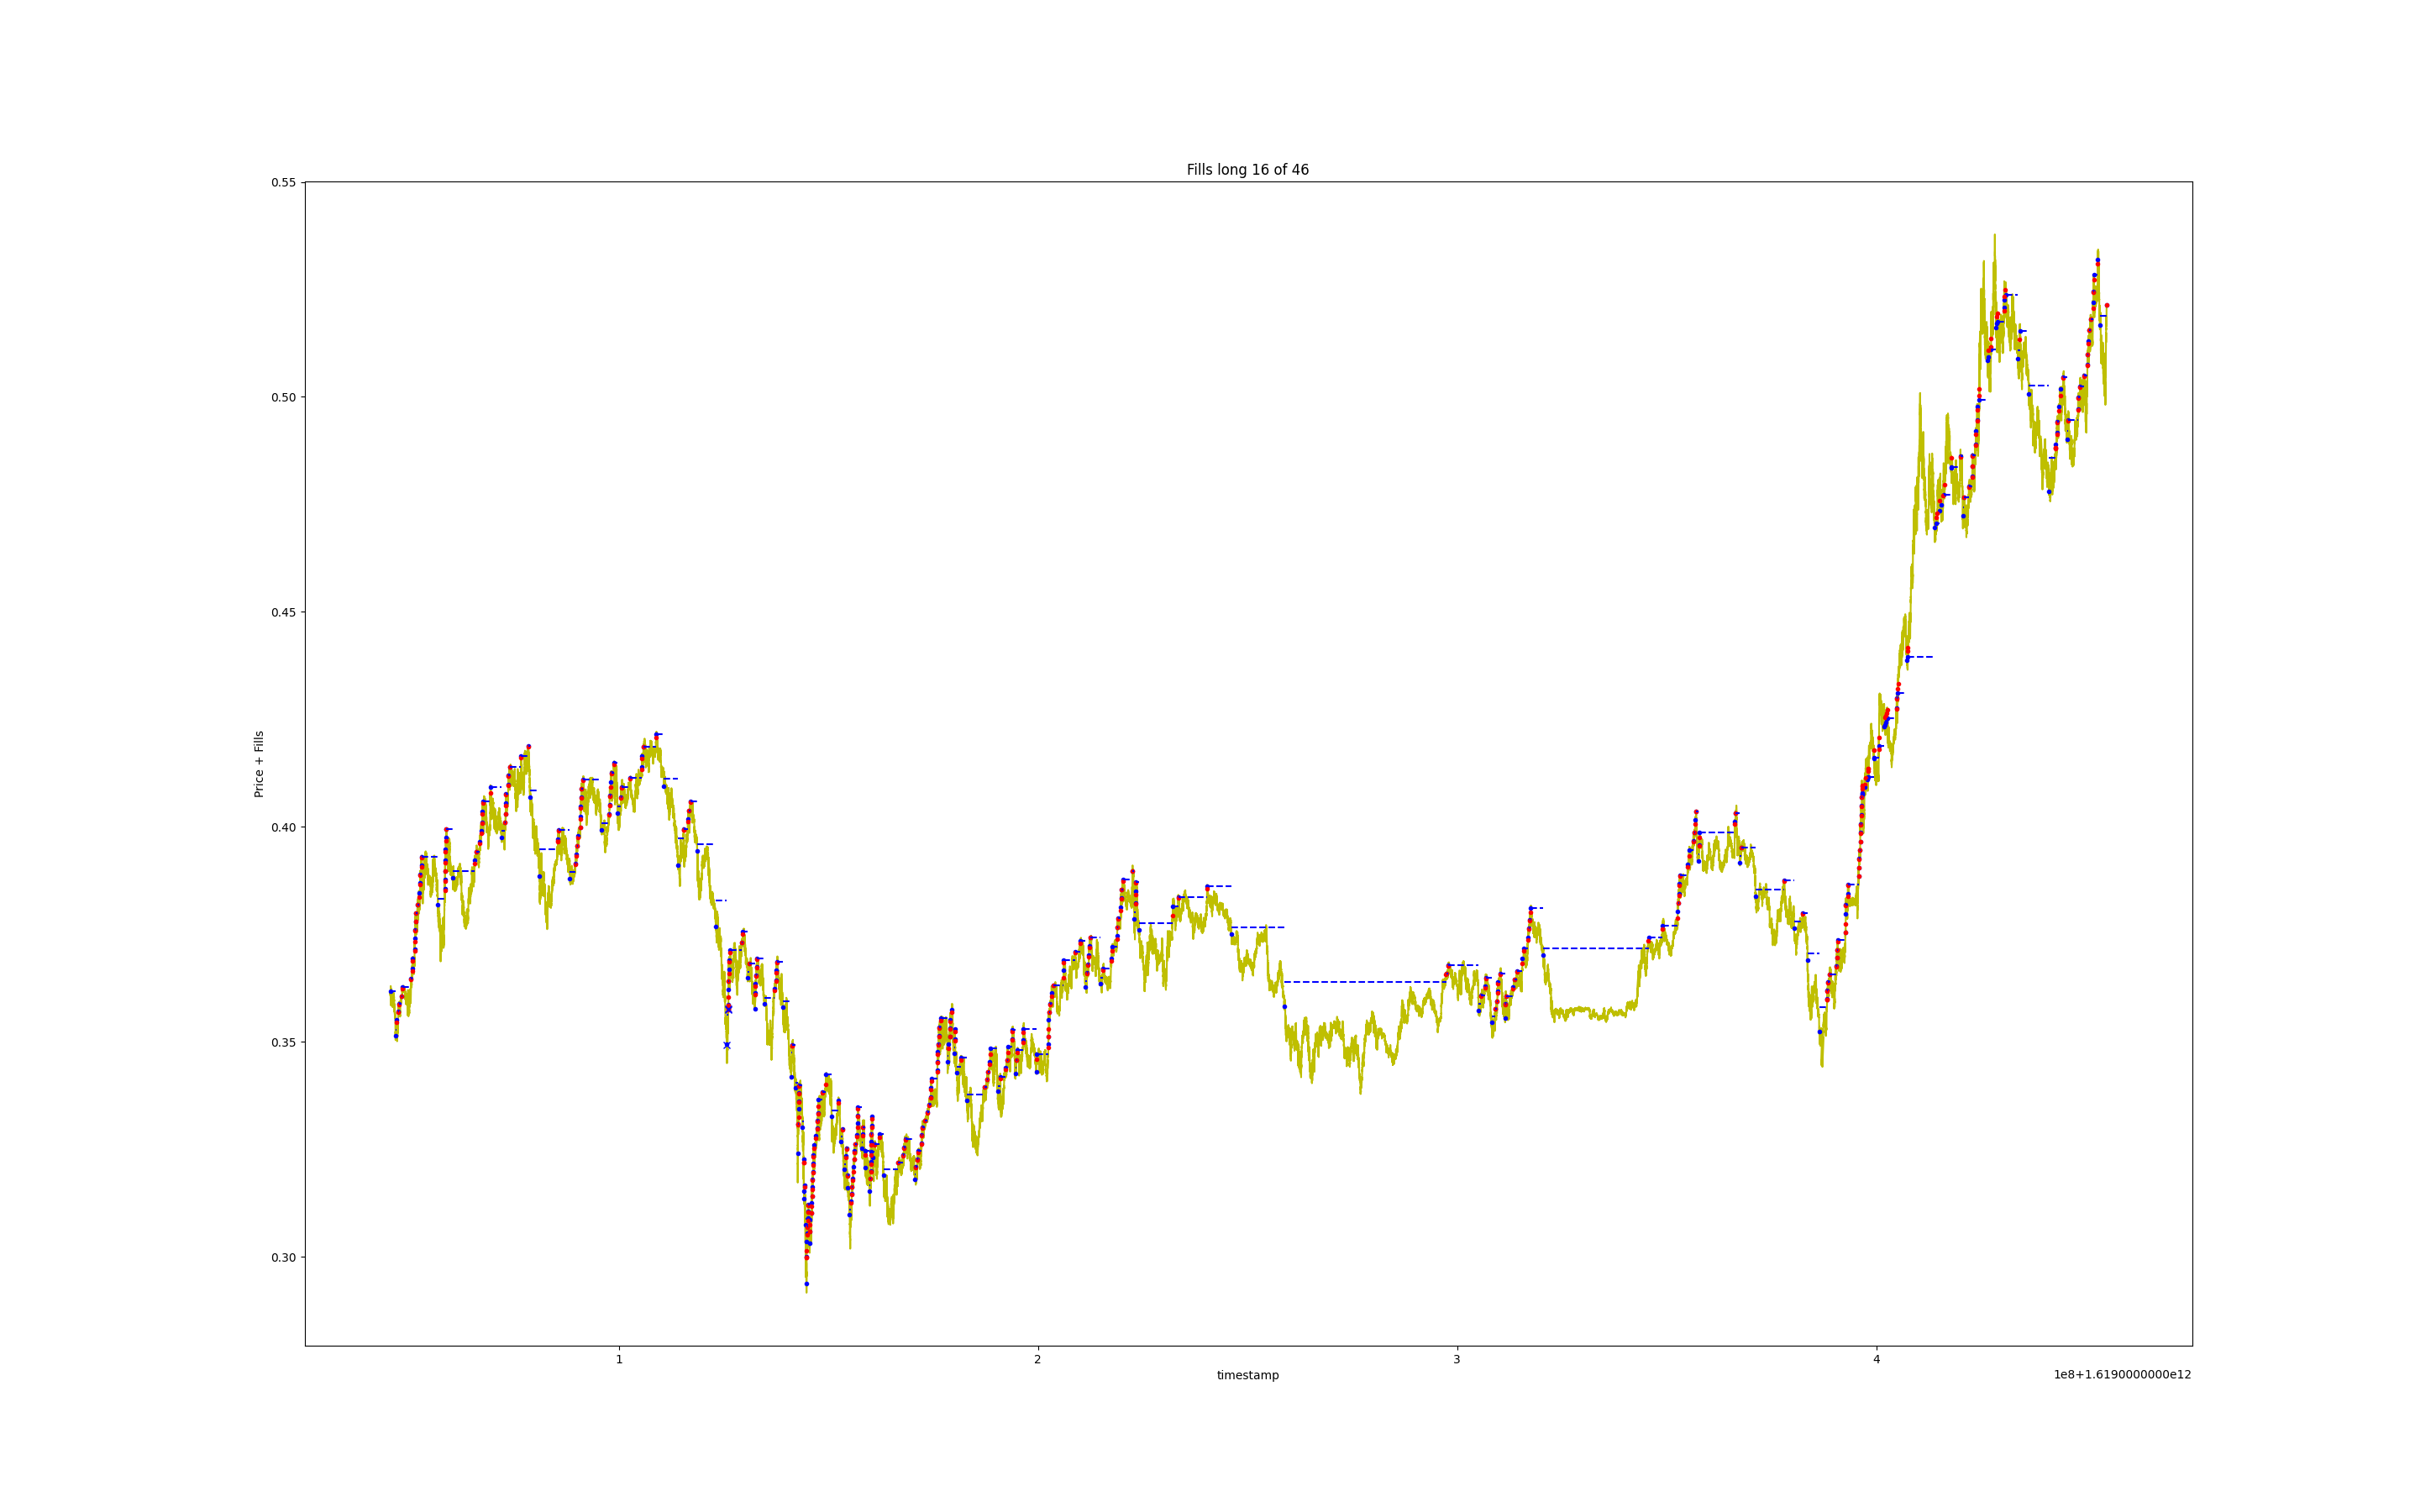 Fills long 16 of 46
0.55
0.50
0.45
0.40
0.35
0.30
Price + Fills
1
2
3
4
timestamp
1e8+1.6190000000e12